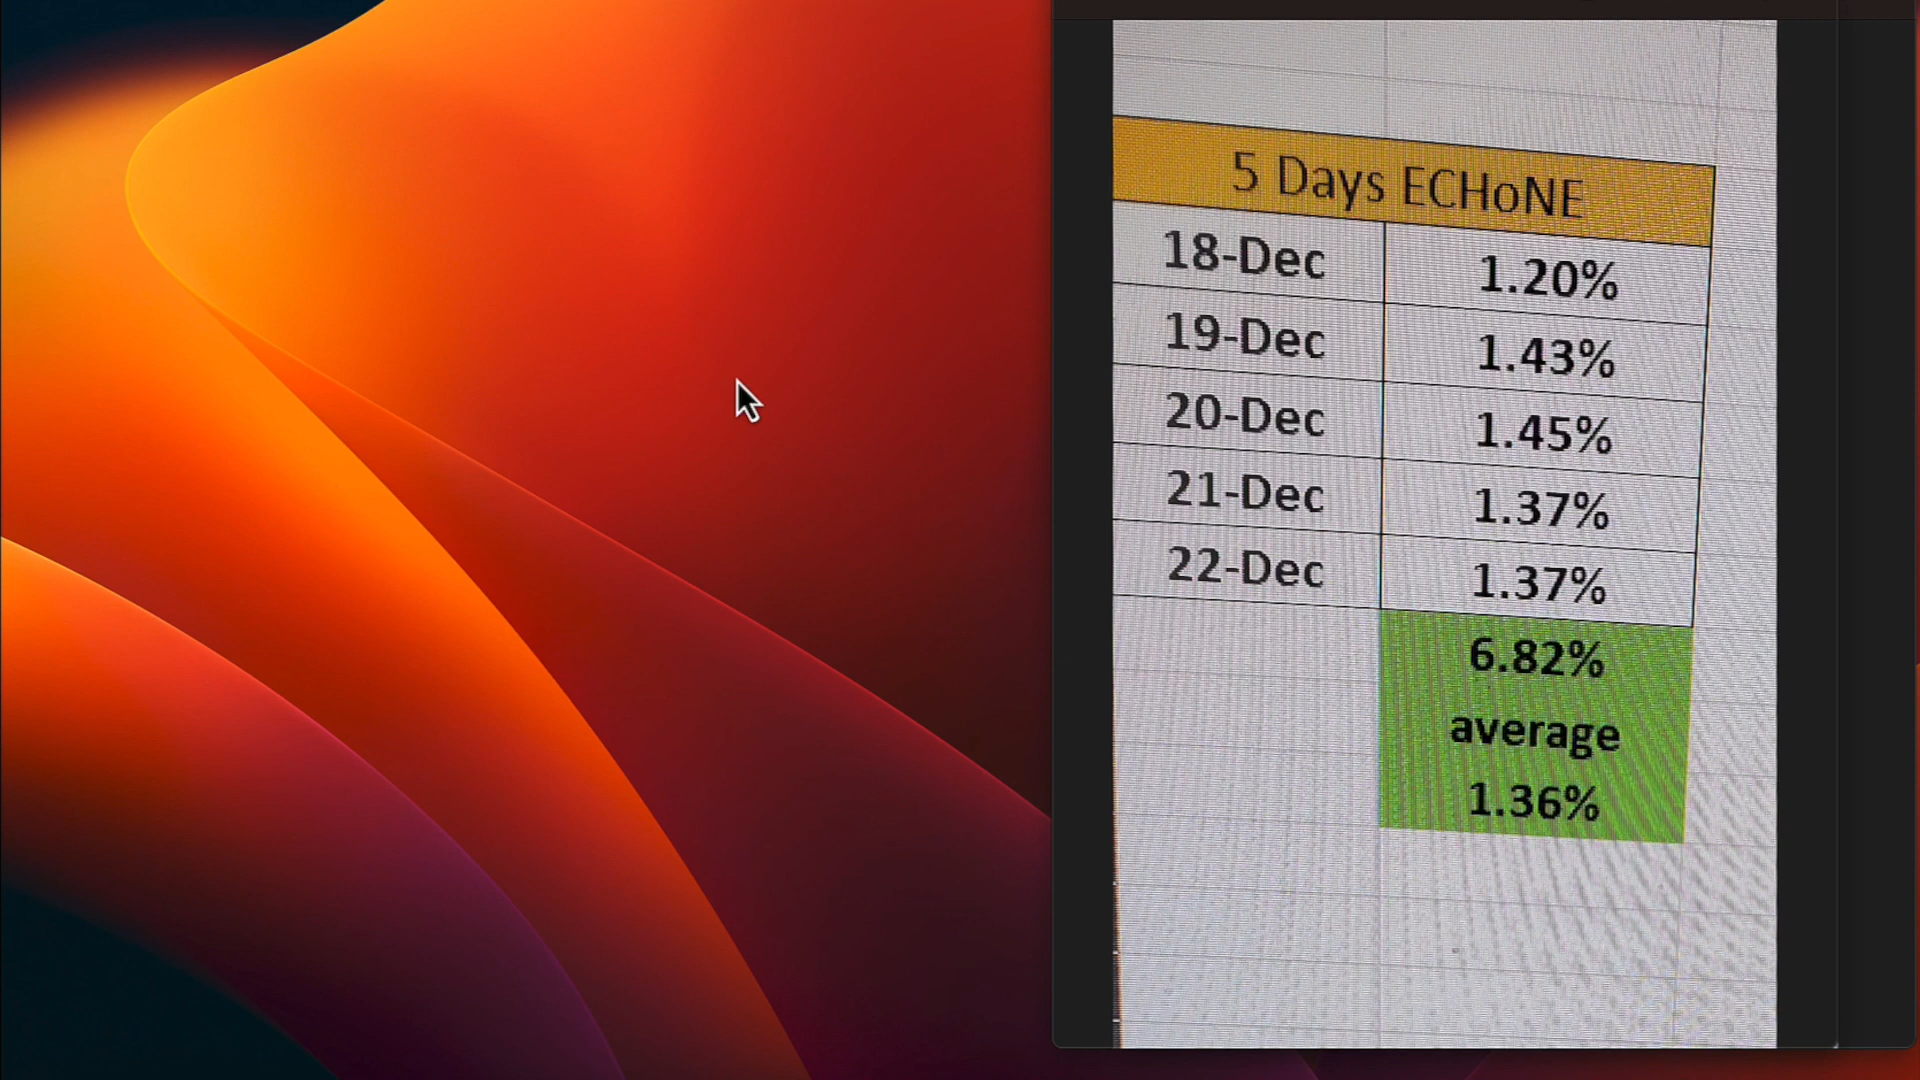 5 Days ECHoNE
18-Dec 1.20%
19-Dec 1.43%
20-Dec 1.45%
21-Dec 1.37%
22-Dec 1.37%
6.82%
average
1.36%